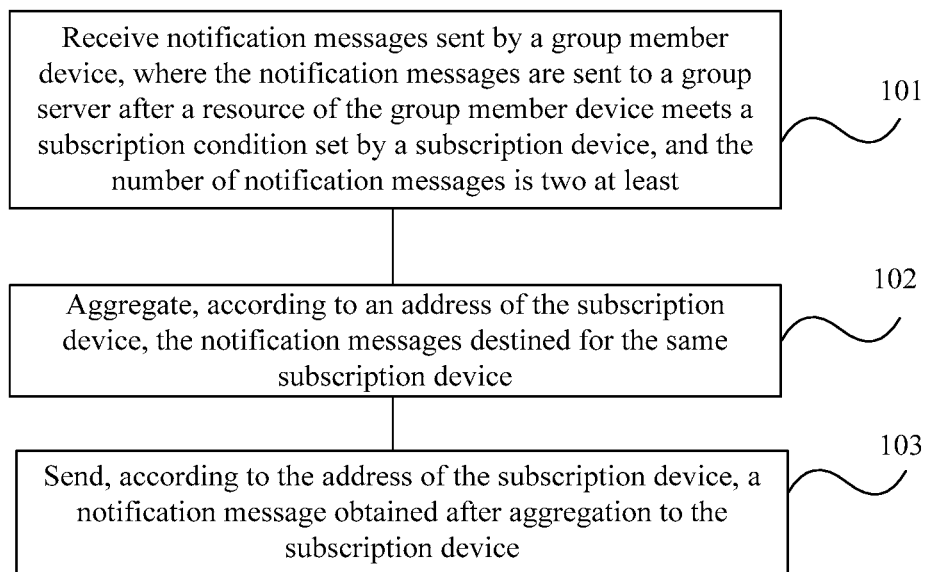 Receive notification messages sent by a group member
device, where the notification messages are sent to a group
server after a resource of the group member device meets a
subscription condition set by a subscription device, and the
number of notification messages is two at least
101
Aggregate, according to an address of the subscription
device, the notification messages destined for the same
subscription device
102
Send, according to the address of the subscription device, a
notification message obtained after aggregation to the
subscription device
103